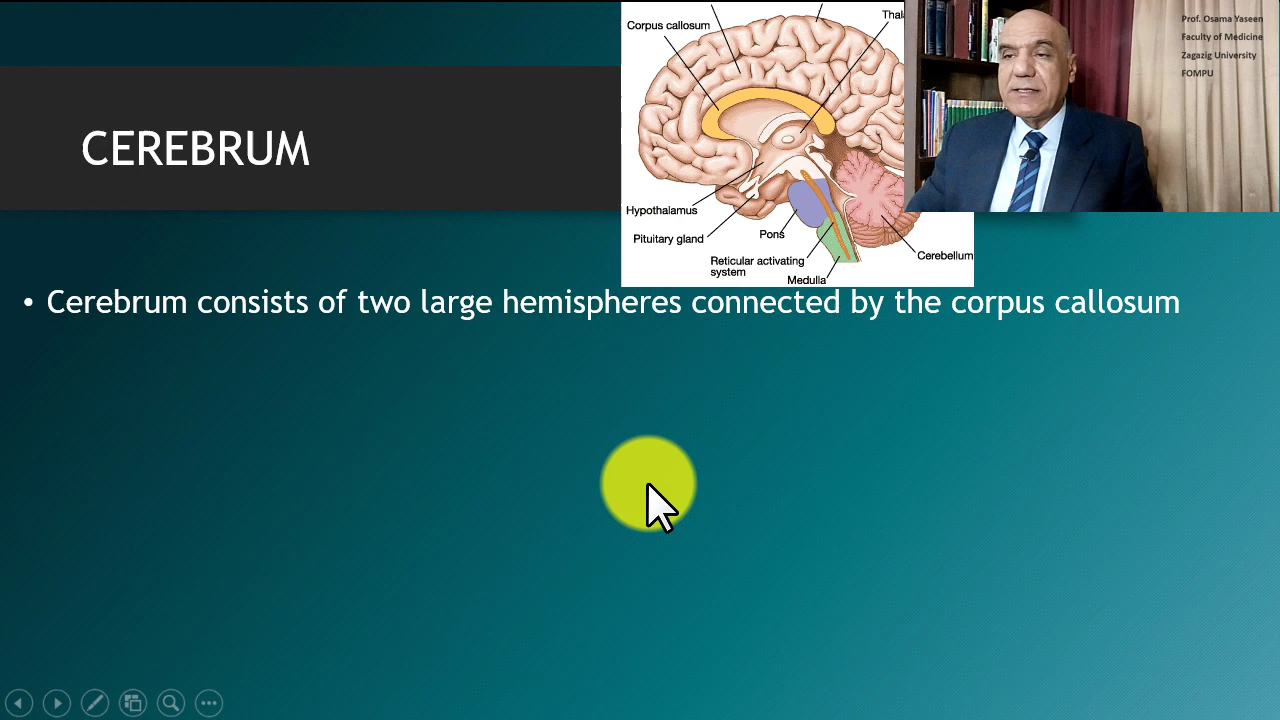 Corpus callosum
Prof. Osama Yaseen
Faculty of Medicine
Zagazig University
FOMPU
CEREBRUM
Hypothalamus
Pituitary gland
Pons
Reticular activating
system
Medulla
Cerebellum
• Cerebrum consists of two large hemispheres connected by the corpus callosum